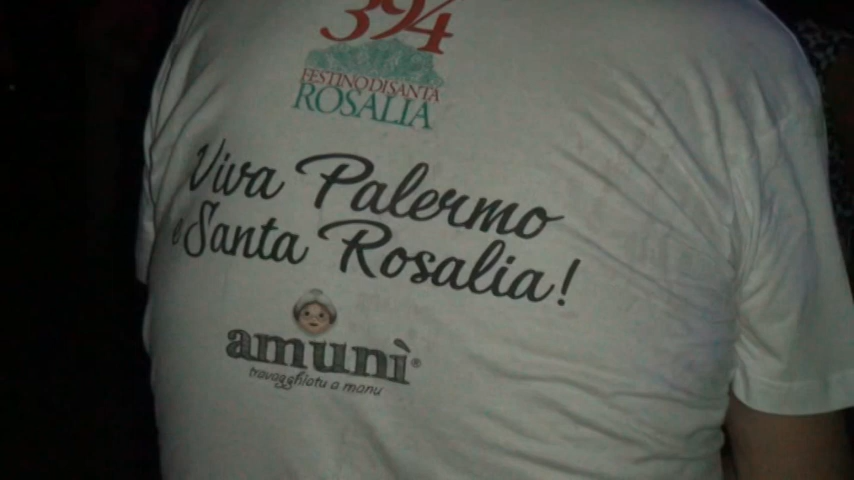 394
FESTINO DI SANTA
ROSALIA
Viva Palermo
e Santa Rosalia!
amunì®
travagghiatu a manu